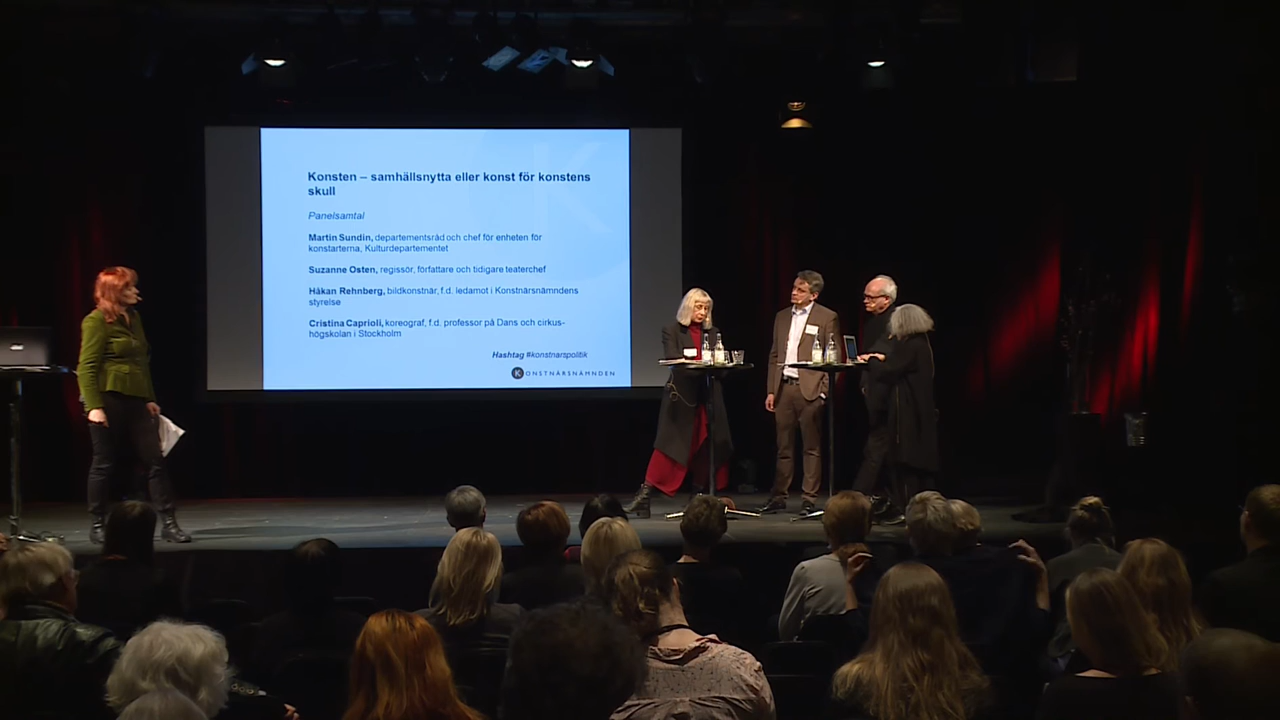 Konsten – samhällsnytta eller konst för konstens
skull
Panelsamtal
Martin Sundin, departementsråd och chef för enheten för
konstarterna, Kulturdepartementet
Suzanne Osten, regissör, författare och tidigare teaterchef
Håkan Rehnberg, bildkonstnär, f.d. ledamot i Konstnärsnämndens
styrelse
Cristina Caprioli, koreograf, f.d. professor på Dans och cirkus-
högskolan i Stockholm
Hashtag #konstnarspolitik
KONSTNÄRSNÄMNDEN